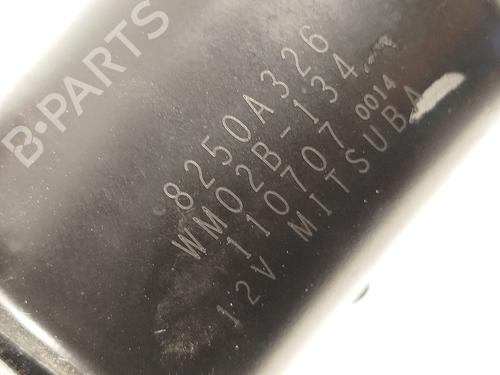 B-PARTS
8250A326
WM02B-134
110707 0014
12V MITSUBA